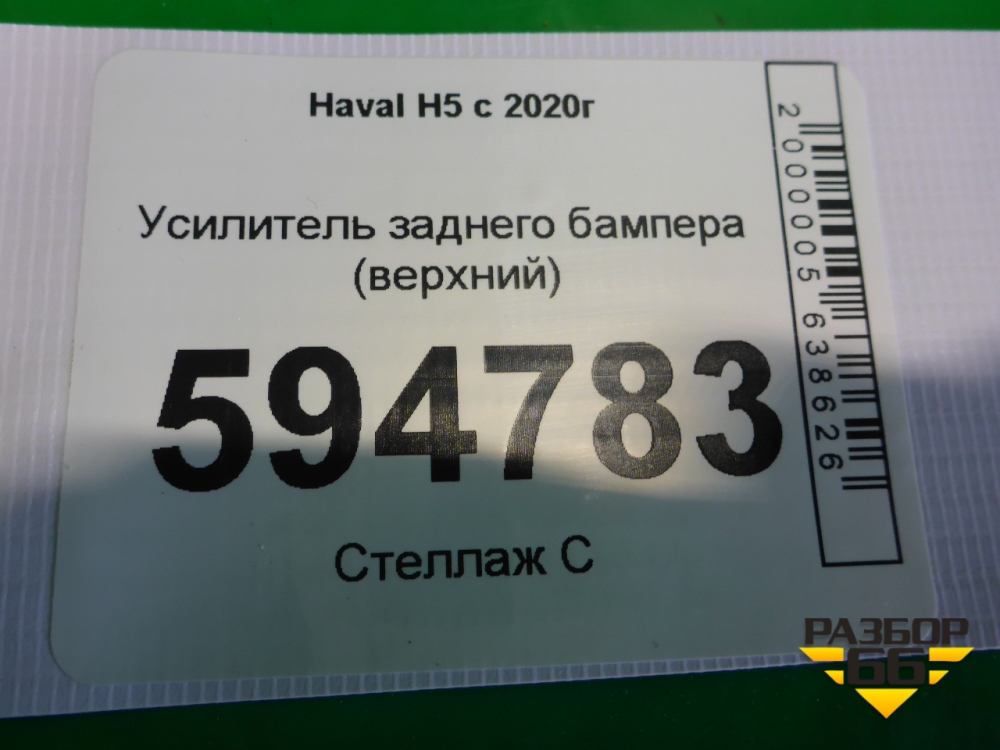 Haval H5 с 2020г
Усилитель заднего бампера
(верхний)
594783
Стеллаж С
2000005638626
РАЗБОР
66